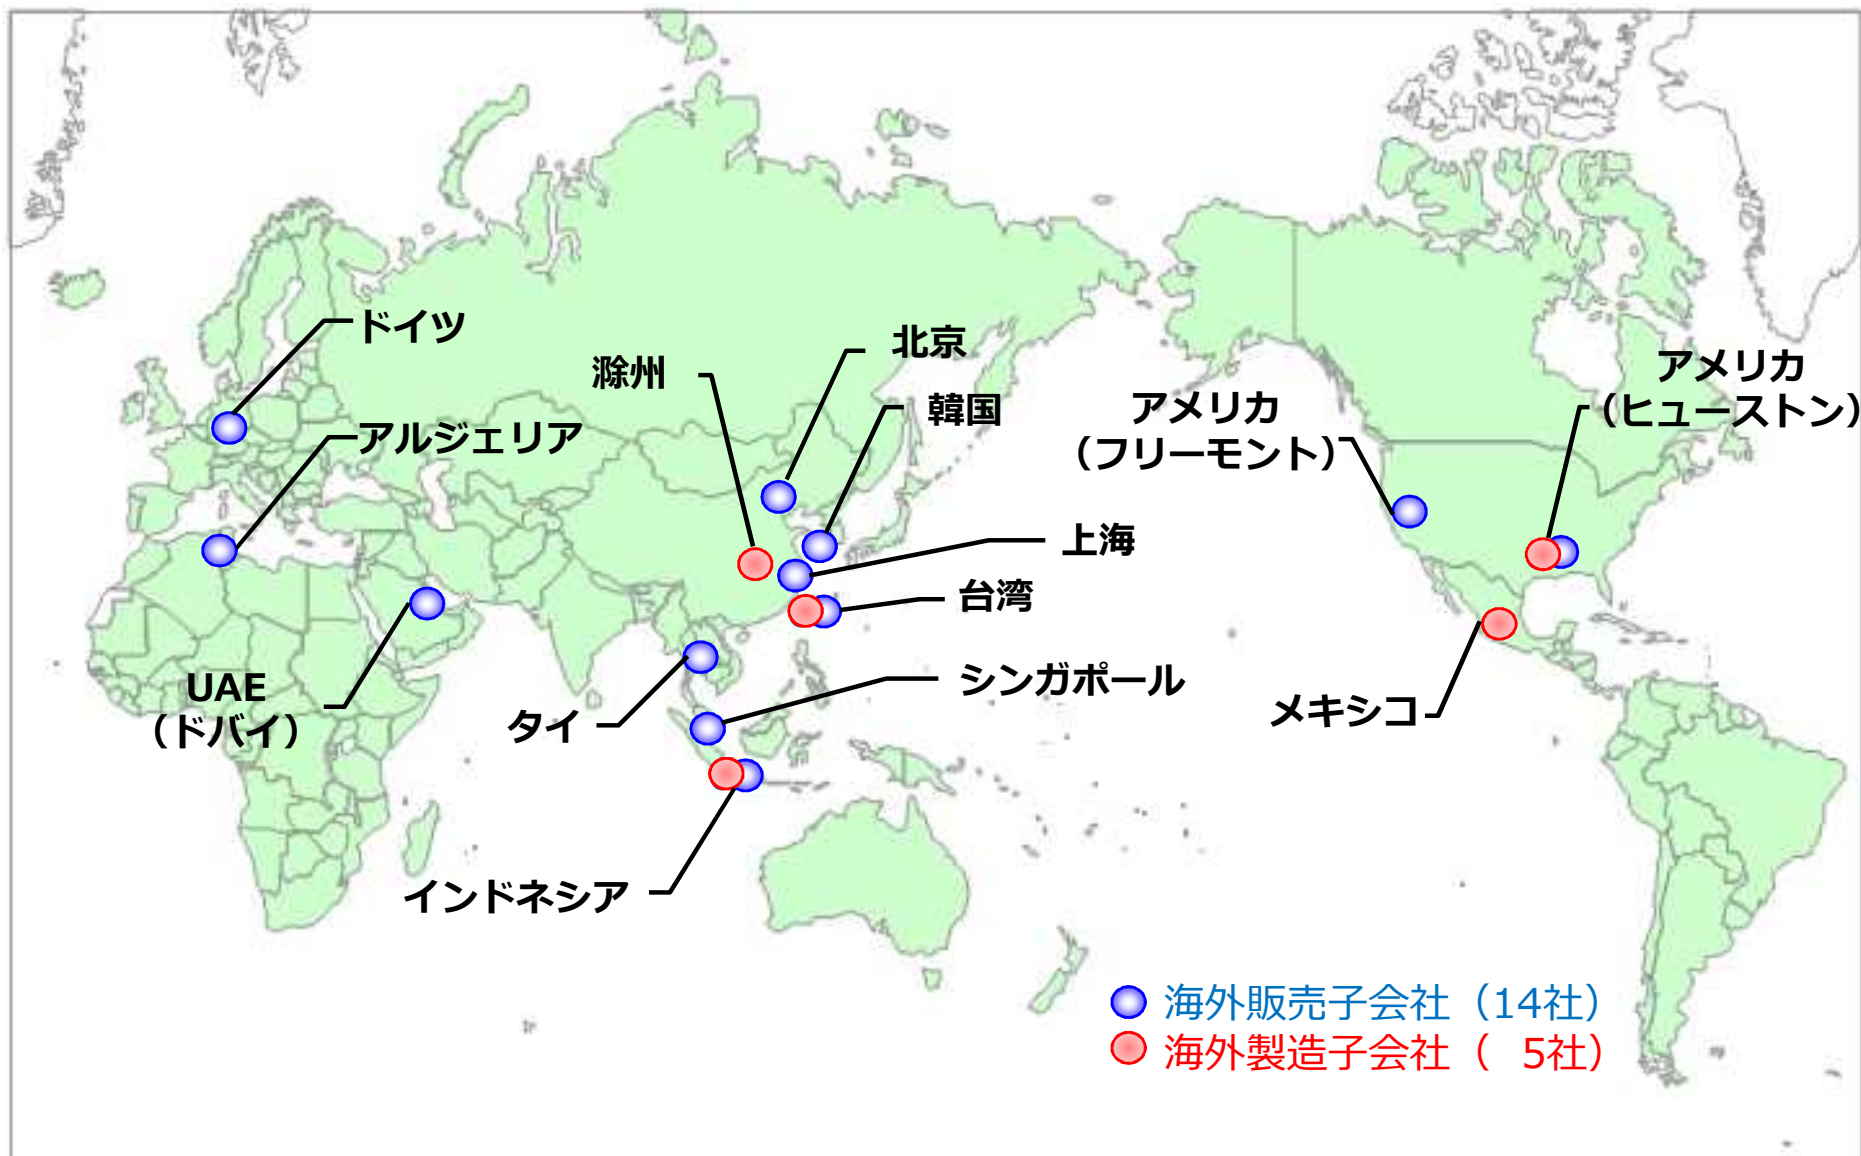 ドイツ
北京
滁州
アメリカ
（ヒューストン）
韓国
アメリカ
（フリーモント）
アルジェリア
上海
台湾
シンガポール
UAE
（ドバイ）
タイ
メキシコ
インドネシア
海外販売子会社（14社）
海外製造子会社（ 5社）